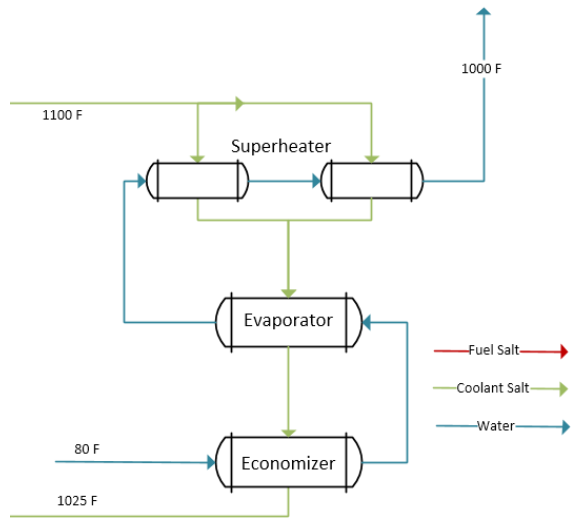 1000 F
1100 F
Superheater
Evaporator
Fuel Salt
Coolant Salt
Water
80 F
Economizer
1025 F